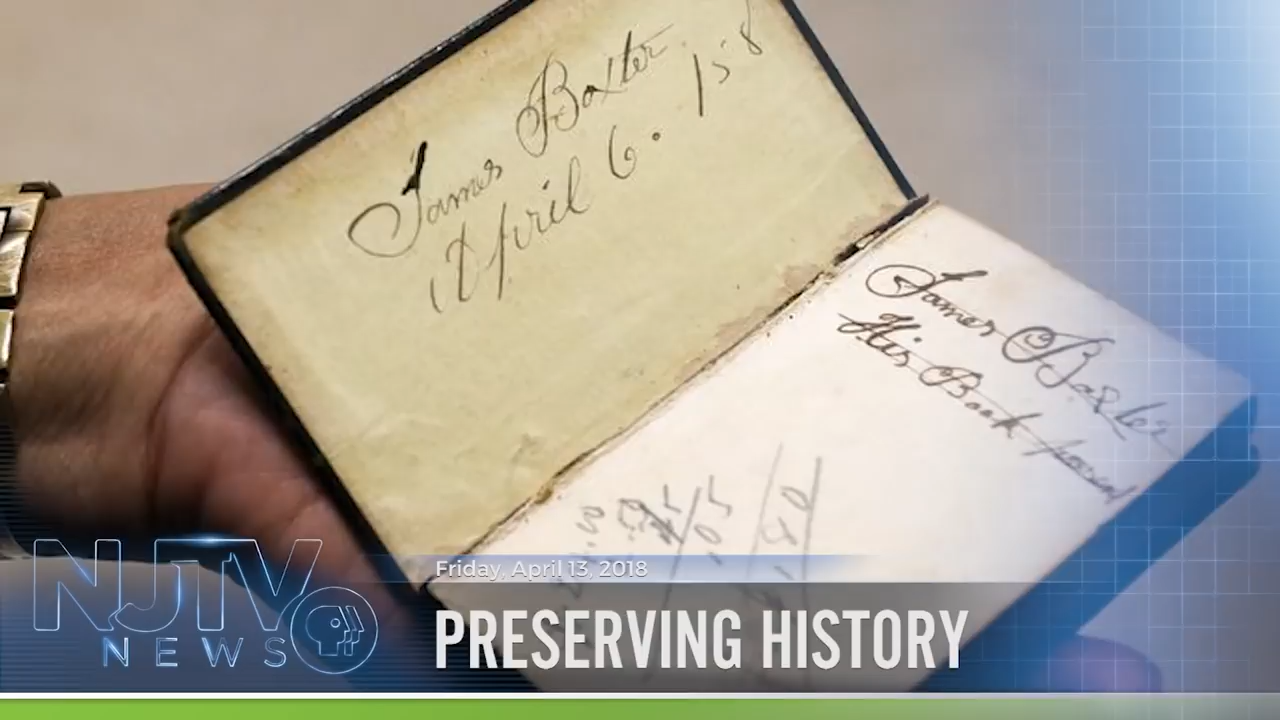 James Baxter
April 6. 158
James Baxter
His Book
Friday, April 13, 2018
PRESERVING HISTORY
NJTV
NEWS